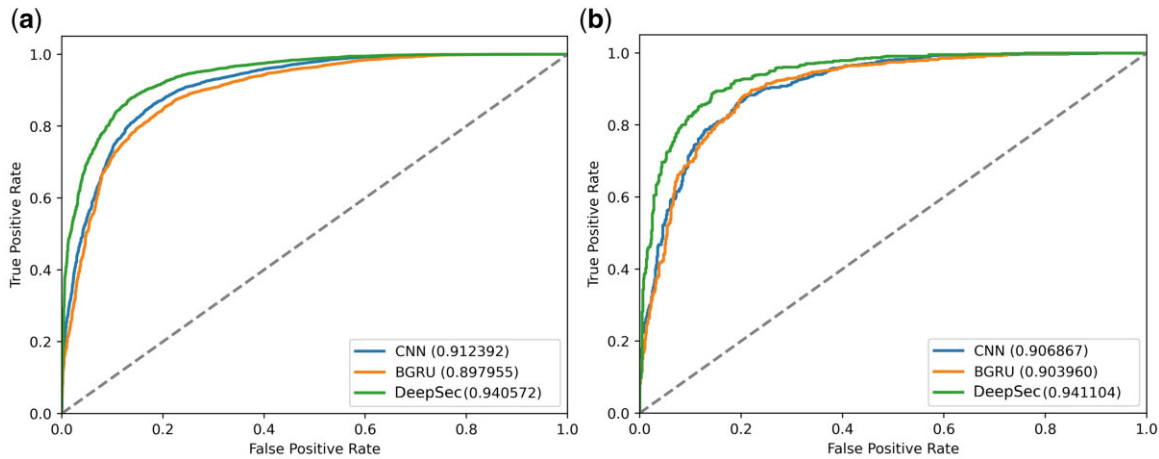 (a)
1.0
0.8
0.6
0.4
0.2
0.0
True Positive Rate
0.0 0.2 0.4 0.6 0.8 1.0
False Positive Rate
CNN (0.912392)
BGRU (0.897955)
DeepSec(0.940572)
(b)
1.0
0.8
0.6
0.4
0.2
0.0
True Positive Rate
0.0 0.2 0.4 0.6 0.8 1.0
False Positive Rate
CNN (0.906867)
BGRU (0.903960)
DeepSec(0.941104)